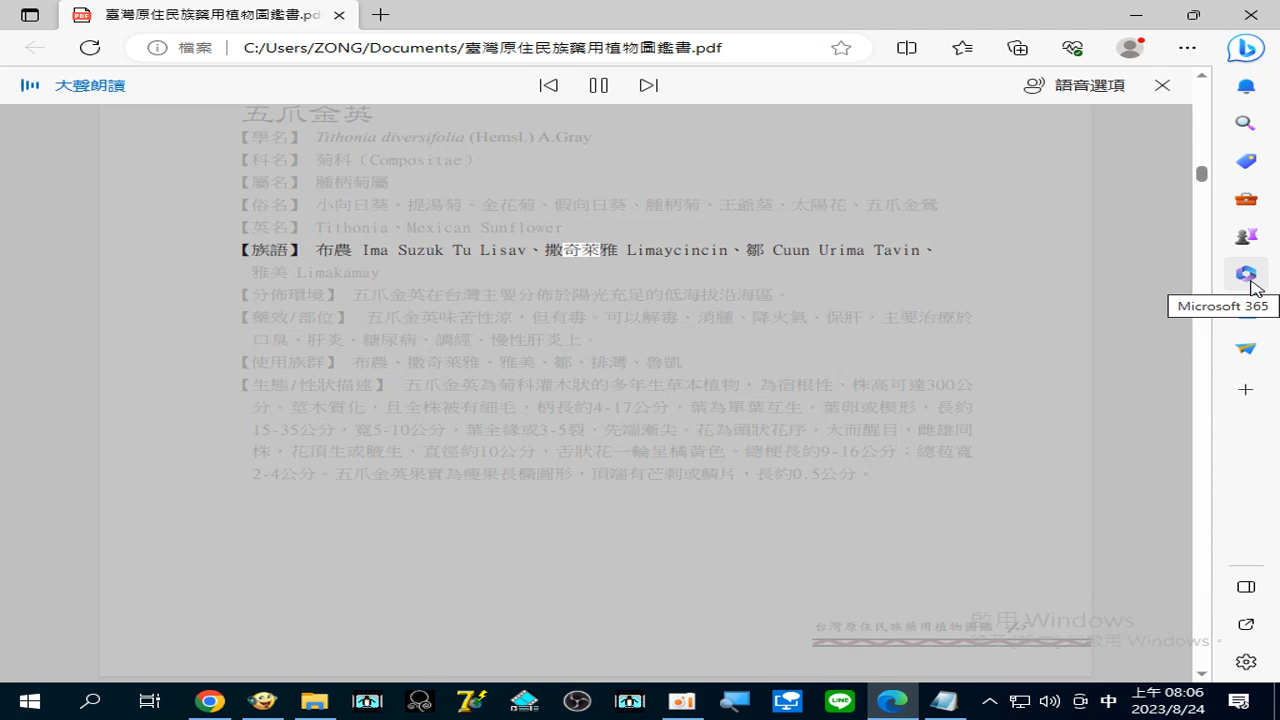 臺灣原住民族藥用植物圖鑑書.pdf
檔案 C:/Users/ZONG/Documents/臺灣原住民族藥用植物圖鑑書.pdf
大聲朗讀
語音選項
五爪金英
【學名】 Tithonia diversifolia (Hemsl.) A.Gray
【科名】 菊科（Compositae）
【屬名】 腫柄菊屬
【俗名】 小向日葵、提湯菊、金花菊、假向日葵、腫柄菊、王爺葵、太陽花、五爪金鶯
【英名】 Tithonia、Mexican Sunflower
【族語】 布農 Ima Suzuk Tu Lisav、撒奇萊雅 Limaycincin、鄒 Cuun Urima Tavin、
雅美 Limakamay
【分佈環境】 五爪金英在台灣主要分佈於陽光充足的低海拔沿海區。
【藥效/部位】 五爪金英味苦性涼，但有毒。可以解毒、消腫、降火氣、保肝，主要治療於
口臭、肝炎，糖尿病、調經、慢性肝炎上。
【使用族群】 布農、撒奇萊雅、雅美、鄒、排灣、魯凱
【生態/性狀描述】 五爪金英為菊科灌木狀的多年生草本植物，為宿根性、株高可達300公
分。莖木質化，且全株被有細毛，柄長約4-17公分，葉為單葉互生，葉卵或楔形，長約
15-35公分，寬5-10公分。葉全緣或3-5裂，先端漸尖。花為頭狀花序，大而醒目，雌雄同
株，花頂生或腋生，直徑約10公分，舌狀花一輪呈橘黃色。總梗長約9-16公分；總苞寬
2-4公分。五爪金英果實為瘦果長橢圓形，頂端有芒刺或鱗片，長約0.5公分。
Microsoft 365
台灣原住民族藥用植物圖鑑
啟用 Windows
Windows。
中
上午 08:06
2023/8/24